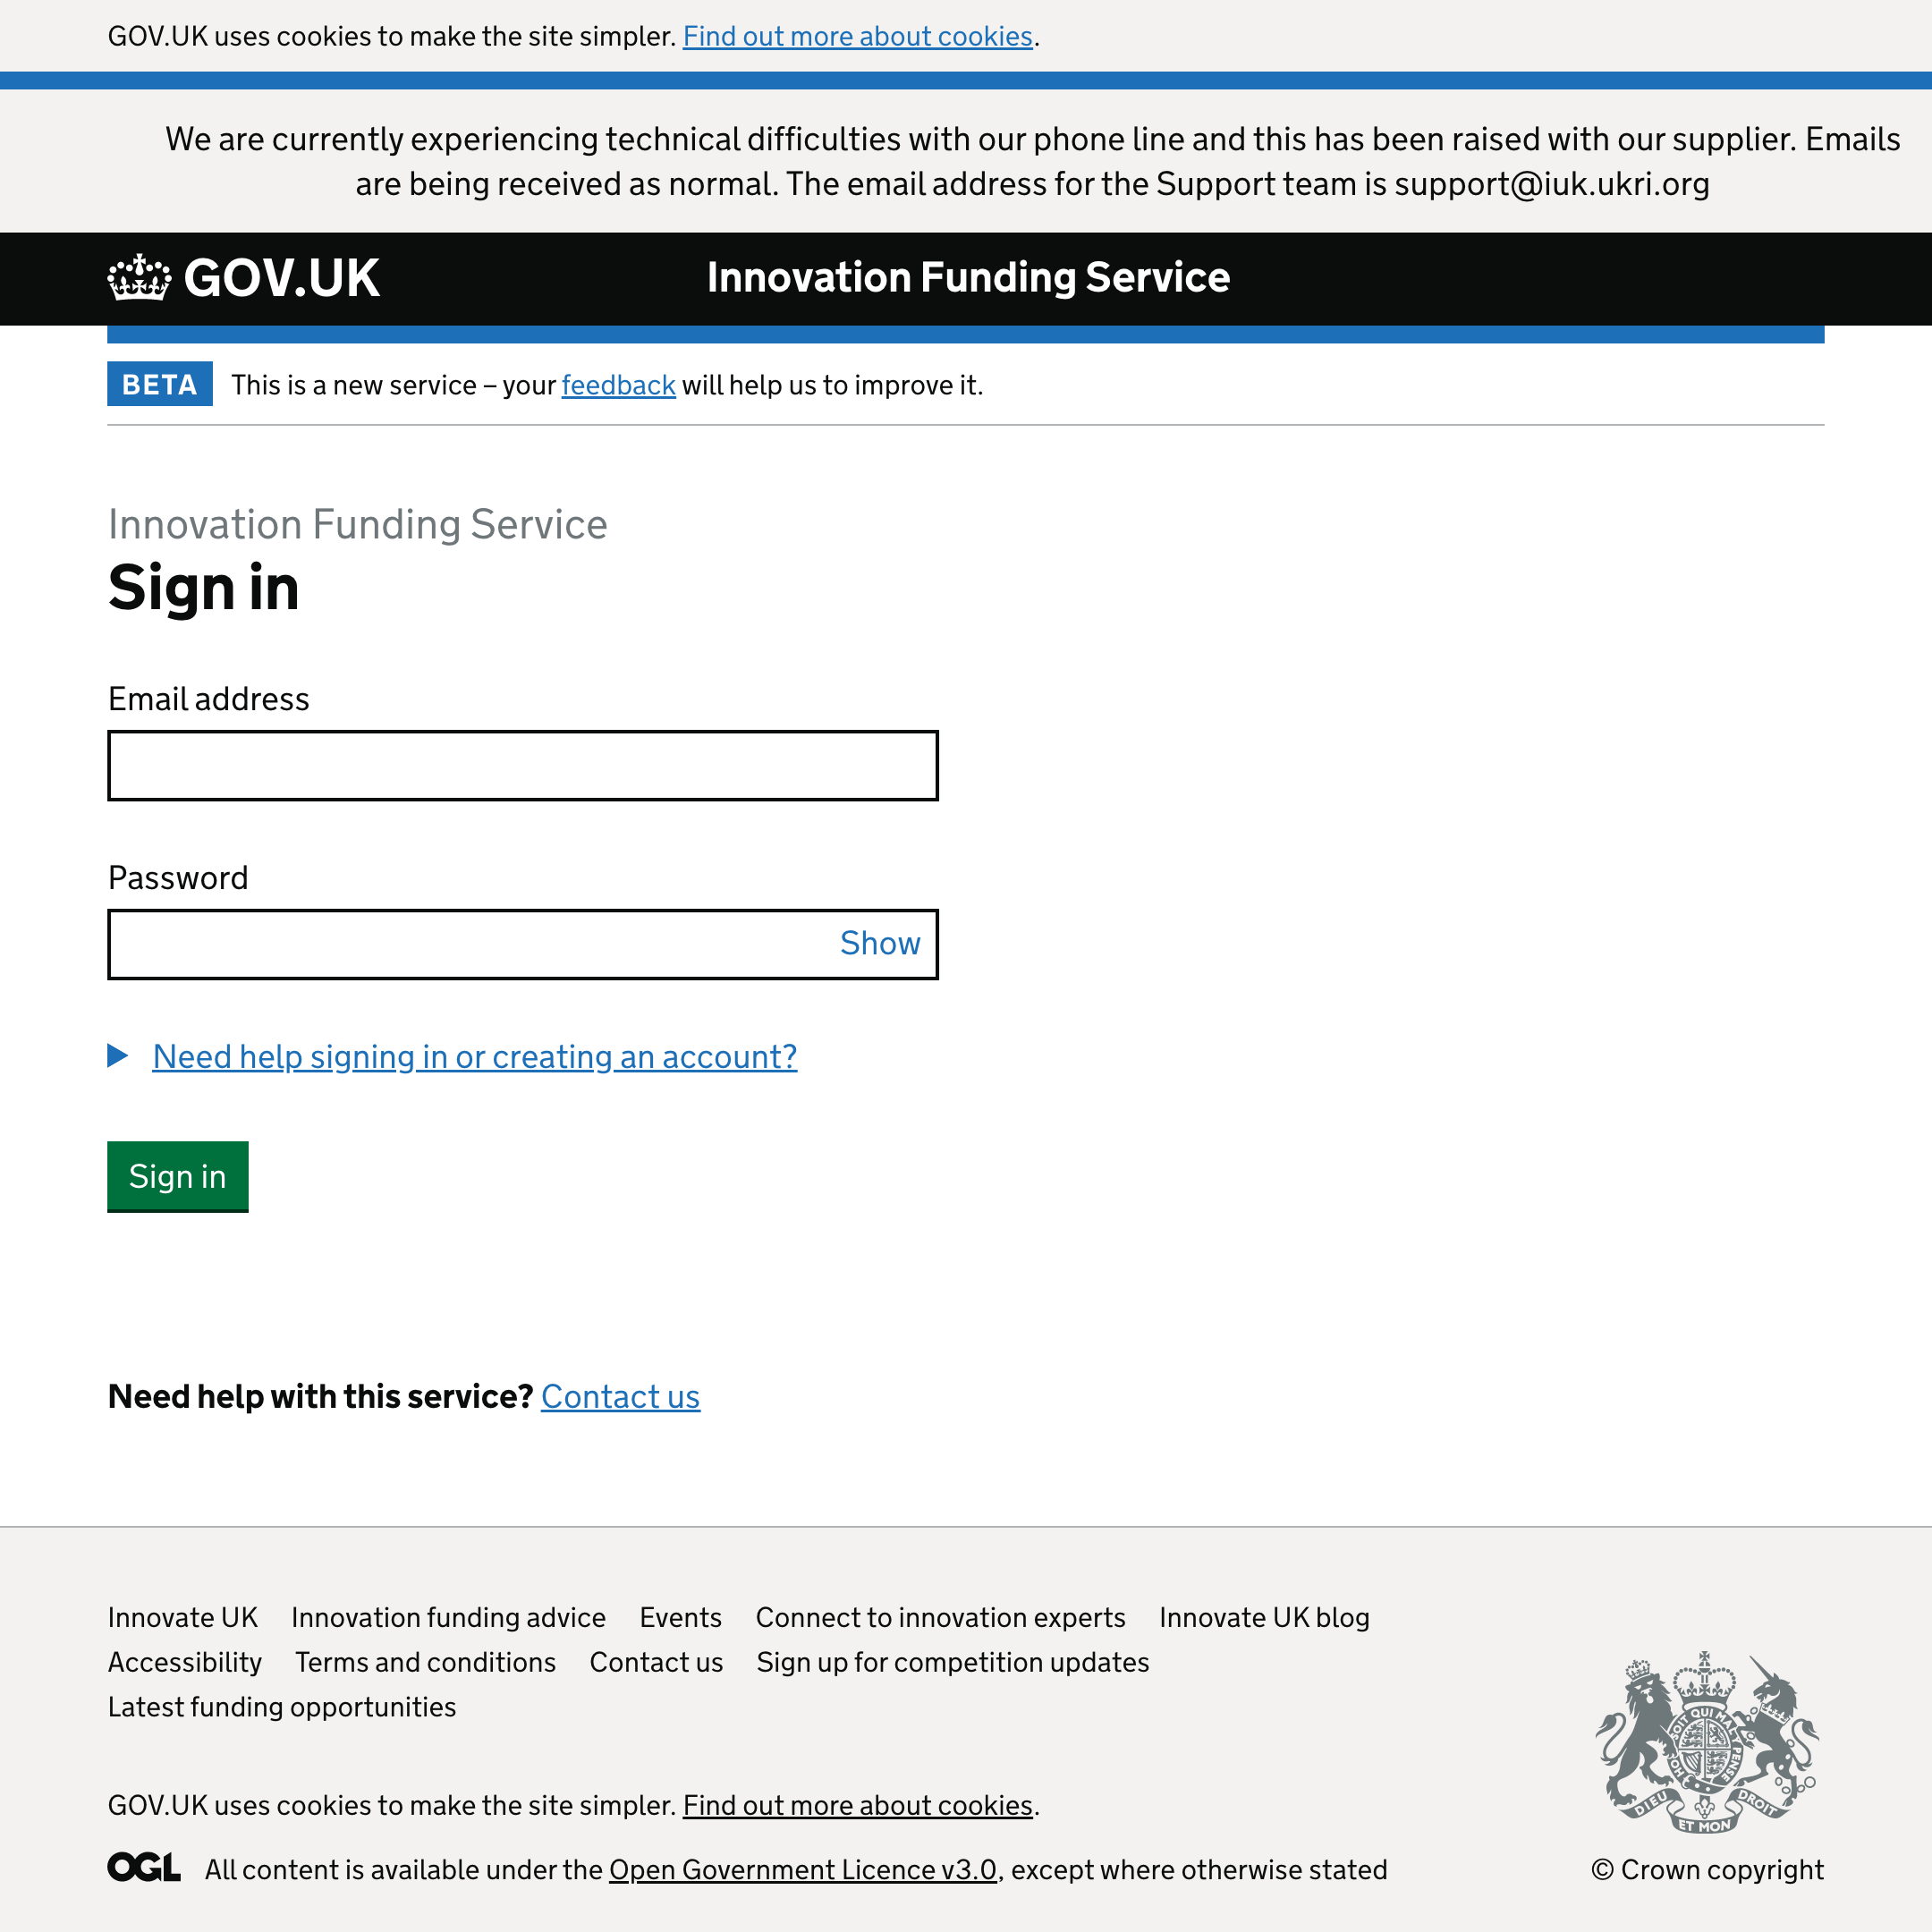 GOV.UK uses cookies to make the site simpler. Find out more about cookies.
We are currently experiencing technical difficulties with our phone line and this has been raised with our supplier. Emails
are being received as normal. The email address for the Support team is support@iuk.ukri.org
GOV.UK
Innovation Funding Service
BETA This is a new service – your feedback will help us to improve it.
Innovation Funding Service
Sign in
Email address
Password
Show
Need help signing in or creating an account?
Sign in
Need help with this service? Contact us
Innovate UK Innovation funding advice Events Connect to innovation experts Innovate UK blog
Accessibility Terms and conditions Contact us Sign up for competition updates
Latest funding opportunities
SOIT QUI MAL
PENSE
HON
DIEU
ET MON
DROIT
GOV.UK uses cookies to make the site simpler. Find out more about cookies.
OGL All content is available under the Open Government Licence v3.0, except where otherwise stated
© Crown copyright